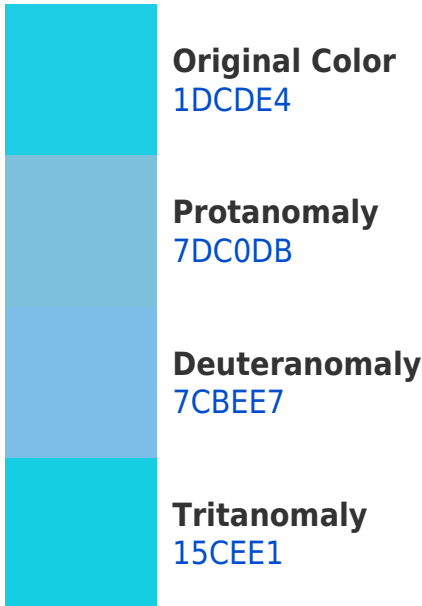 Original Color
1DCDE4
Protanomaly
7DC0DB
Deuteranomaly
7CBEE7
Tritanomaly
15CEE1